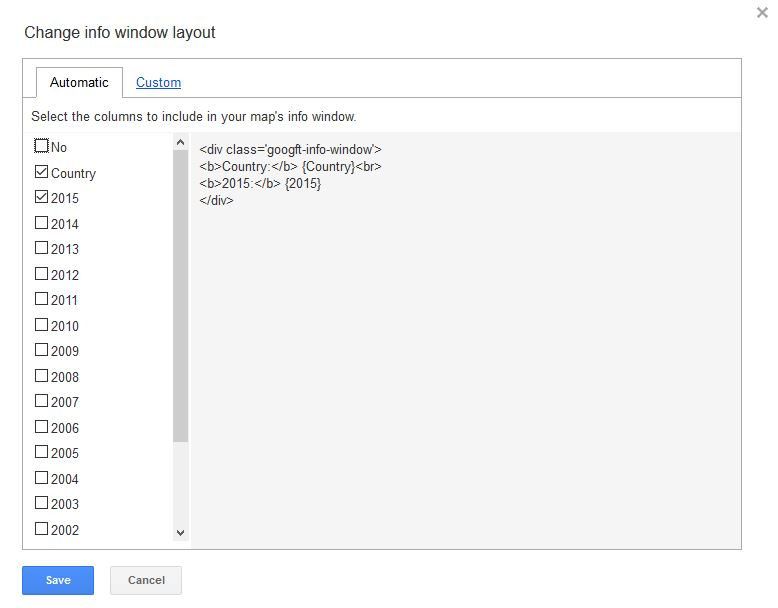 Change info window layout
Automatic
Custom
Select the columns to include in your map's info window.
No
Country
2015
2014
2013
2012
2011
2010
2009
2008
2007
2006
2005
2004
2003
2002
<div class='googft-info-window'>
<b>Country:</b> {Country}<br>
<b>2015:</b> {2015}
</div>
Save
Cancel